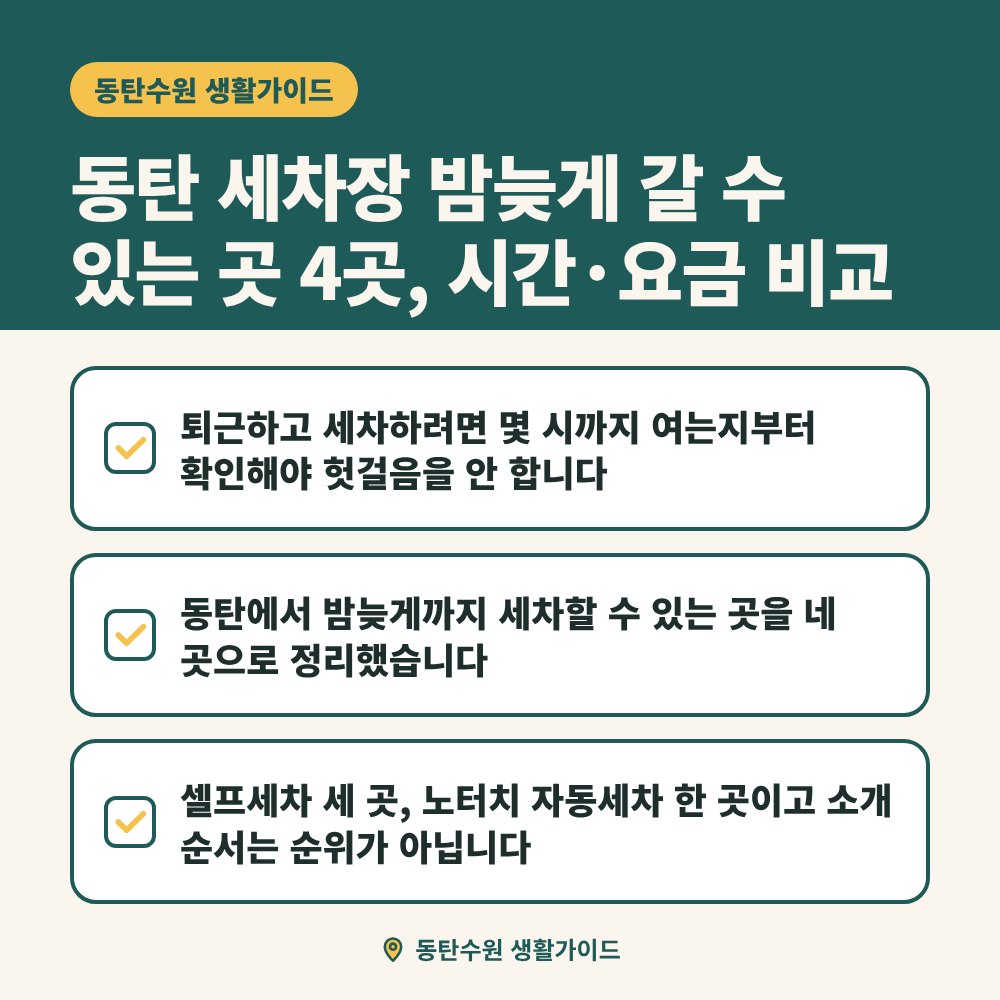 동탄수원 생활가이드
동탄 세차장 밤늦게 갈 수
있는 곳 4곳, 시간·요금 비교
퇴근하고 세차하려면 몇 시까지 여는지부터
확인해야 헛걸음을 안 합니다
동탄에서 밤늦게까지 세차할 수 있는 곳을 네
곳으로 정리했습니다
셀프세차 세 곳, 노터치 자동세차 한 곳이고 소개
순서는 순위가 아닙니다
동탄수원 생활가이드